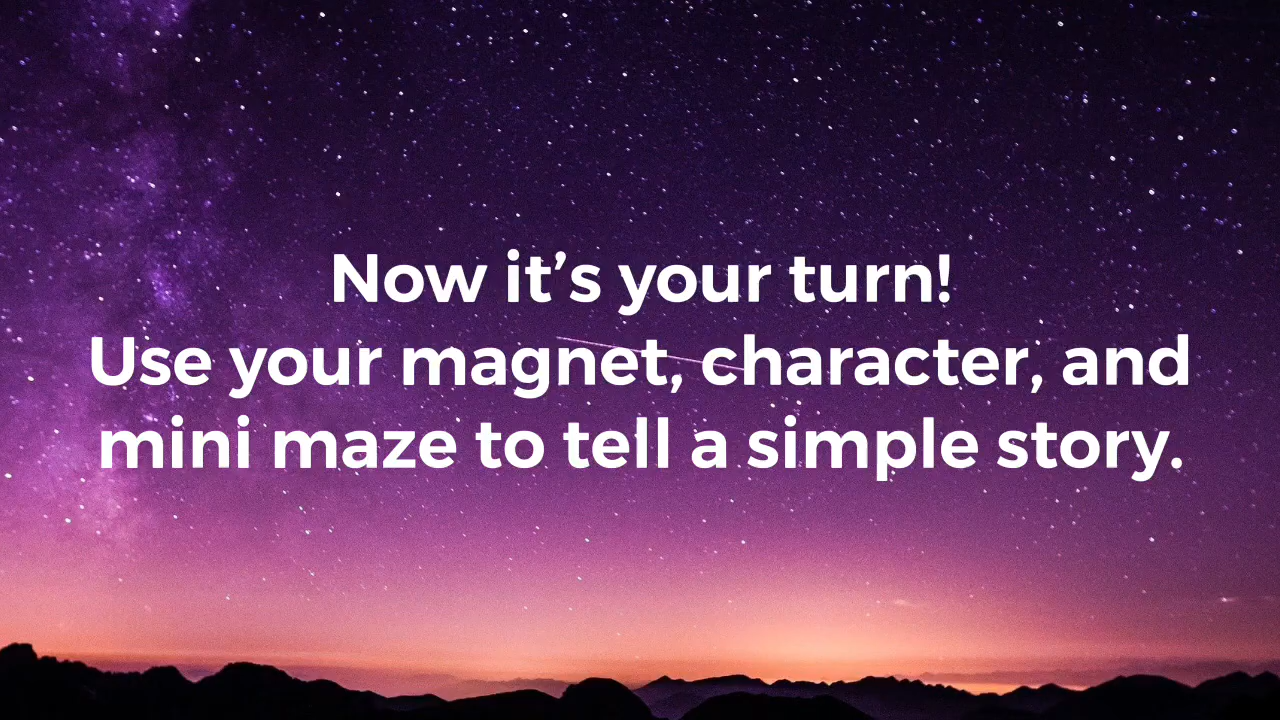 Now it’s your turn!
Use your magnet, character, and
mini maze to tell a simple story.